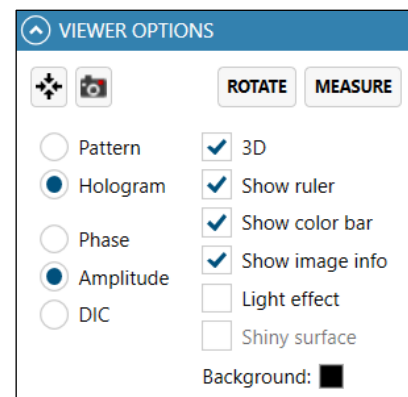 VIEWER OPTIONS
ROTATE MEASURE
Pattern
Hologram
Phase
Amplitude
DIC
3D
Show ruler
Show color bar
Show image info
Light effect
Shiny surface
Background: